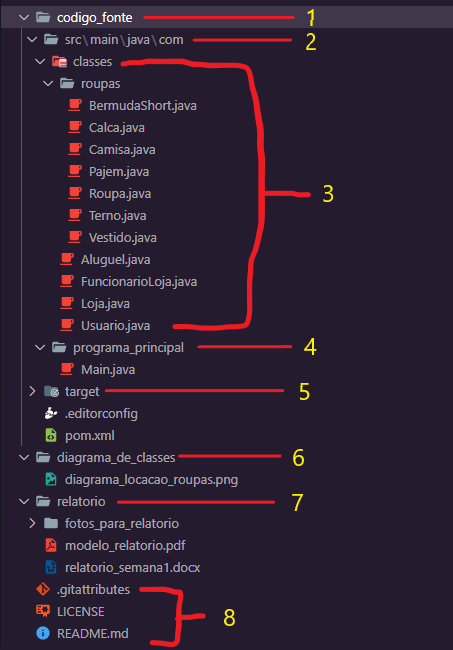 codigo_fonte 1
src\main\java\com 2
classes
roupas
BermudaShort.java
Calca.java
Camisa.java
Pajem.java
Roupa.java 3
Terno.java
Vestido.java
Aluguel.java
FuncionarioLoja.java
Loja.java
Usuario.java
programa_principal 4
Main.java
target 5
.editorconfig
pom.xml
diagrama_de_classes 6
diagrama_locacao_roupas.png
relatorio 7
fotos_para_relatorio
modelo_relatorio.pdf
relatorio_semana1.docx
.gitattributes
LICENSE 8
README.md